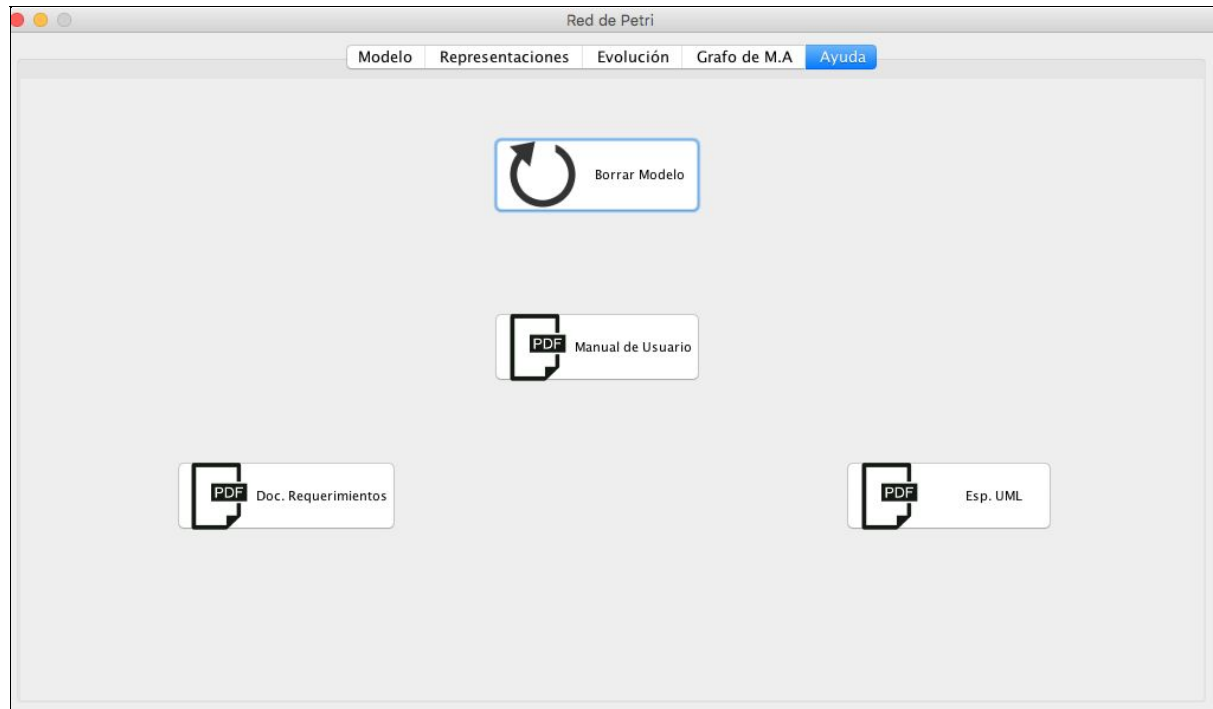 Red de Petri
Modelo Representaciones Evolución Grafo de M.A Ayuda
Borrar Modelo
PDF Manual de Usuario
PDF Doc. Requerimientos
PDF Esp. UML